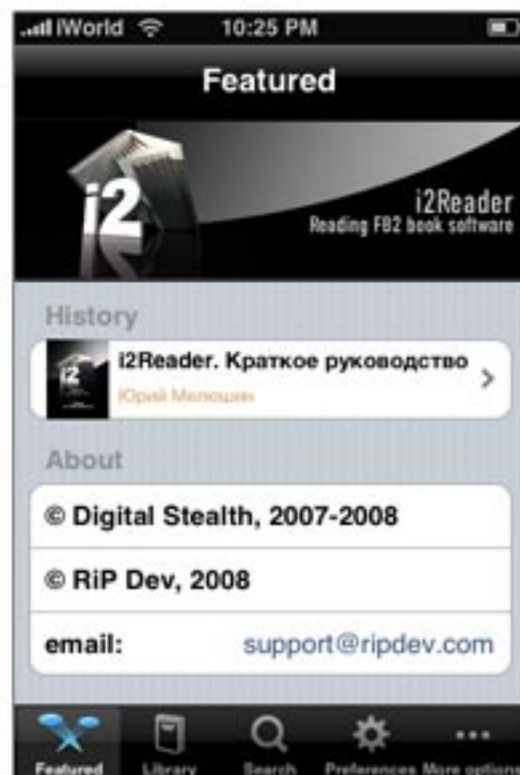 iWorld 10:25 PM
Featured
i2
i2Reader
Reading FB2 book software
History
i2
i2Reader. Краткое руководство
Юрий Мелюшин
About
© Digital Stealth, 2007-2008
© RiP Dev, 2008
email: support@ripdev.com
Featured Library Search Preferences More options